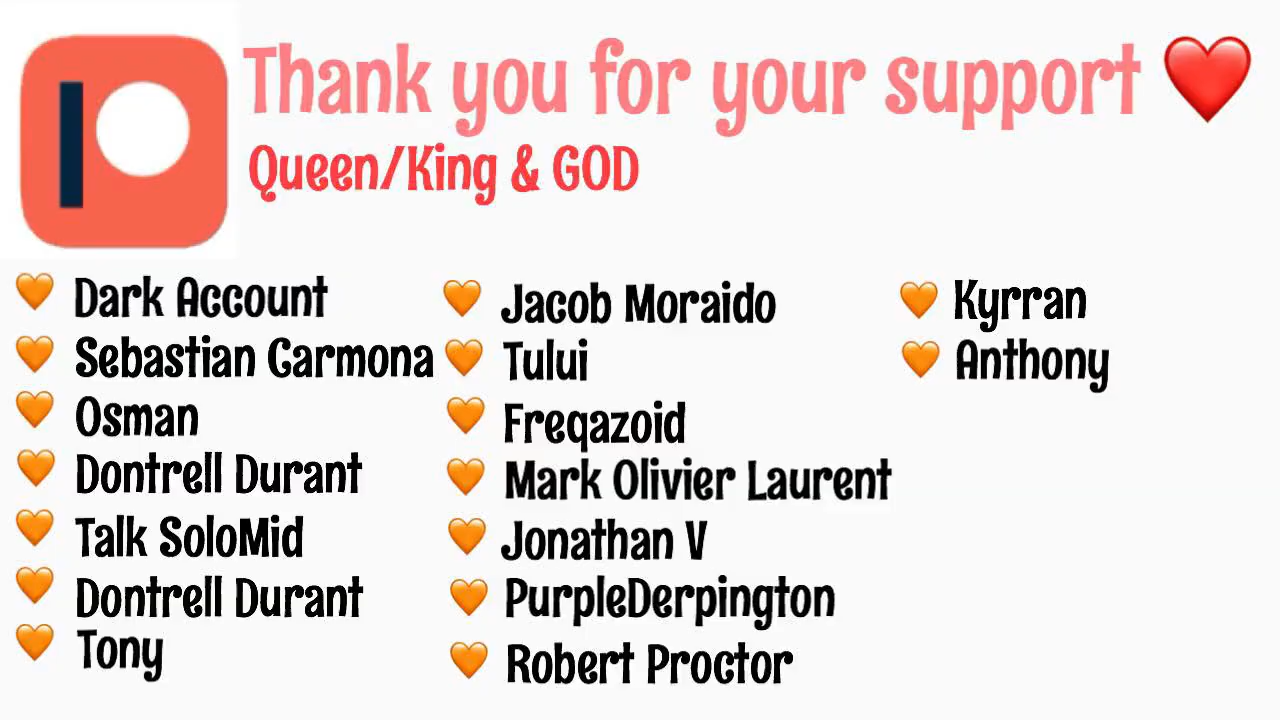 Thank you for your support ❤️
Queen/King & GOD
🧡 Dark Account
🧡 Sebastian Carmona
🧡 Osman
🧡 Dontrell Durant
🧡 Talk SoloMid
🧡 Dontrell Durant
🧡 Tony
🧡 Jacob Moraido
🧡 Tului
🧡 Freqazoid
🧡 Mark Olivier Laurent
🧡 Jonathan V
🧡 PurpleDerpington
🧡 Robert Proctor
🧡 Kyrran
🧡 Anthony